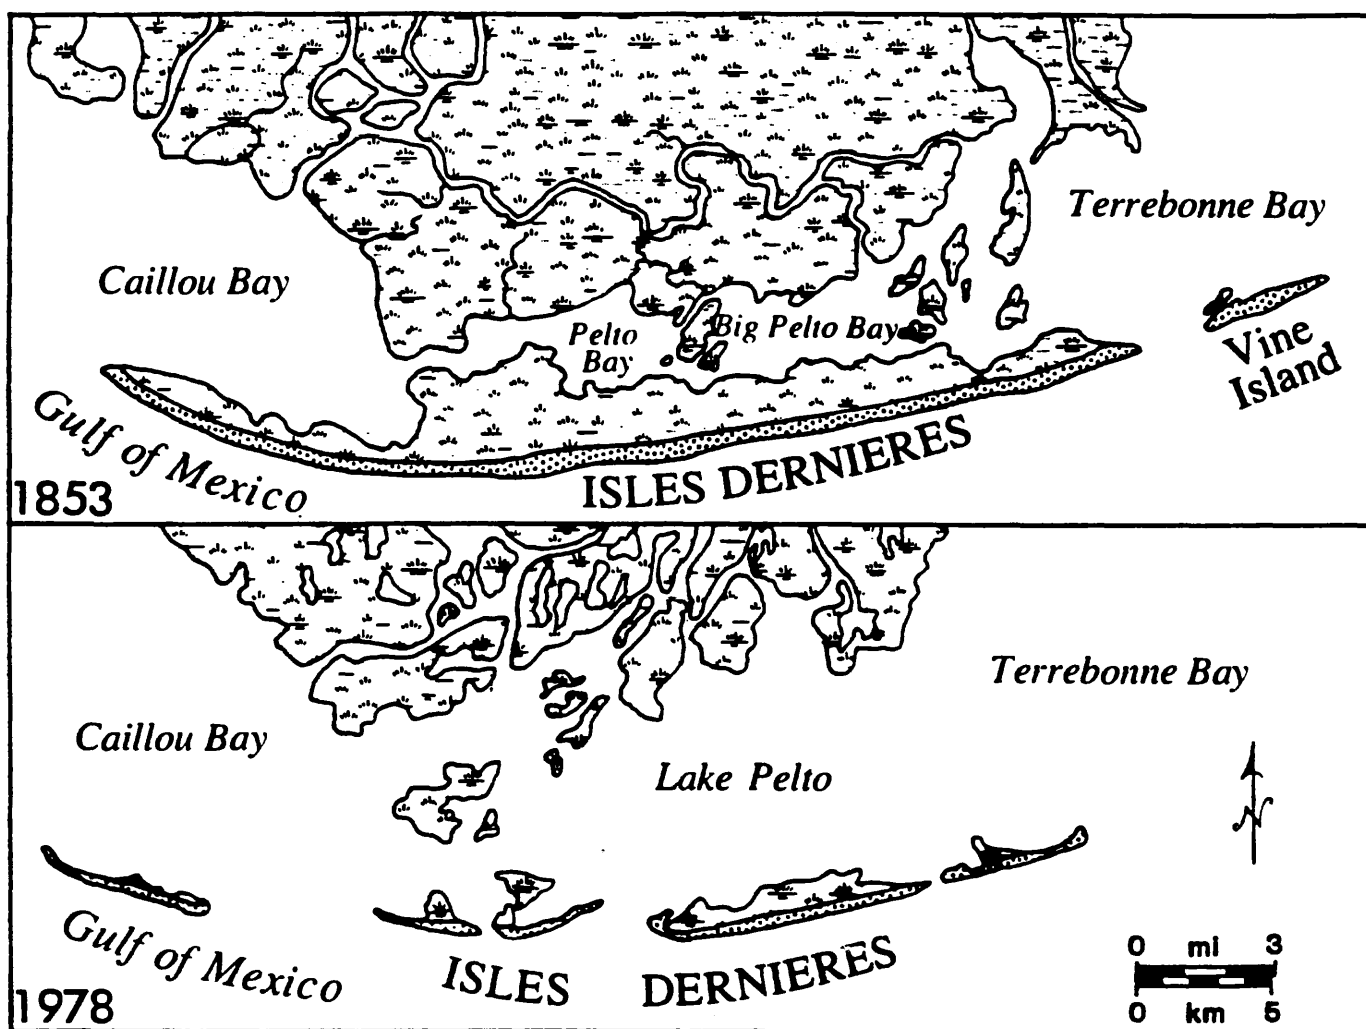 Terrebonne Bay
Caillou Bay
Pelto
Bay
Big Pelto Bay
Vine
Island
Gulf of Mexico
ISLES DERNIERES
1853
Terrebonne Bay
Caillou Bay
Lake Pelto
N
Gulf of Mexico
ISLES DERNIERES
0 mi 3
0 km 5
1978